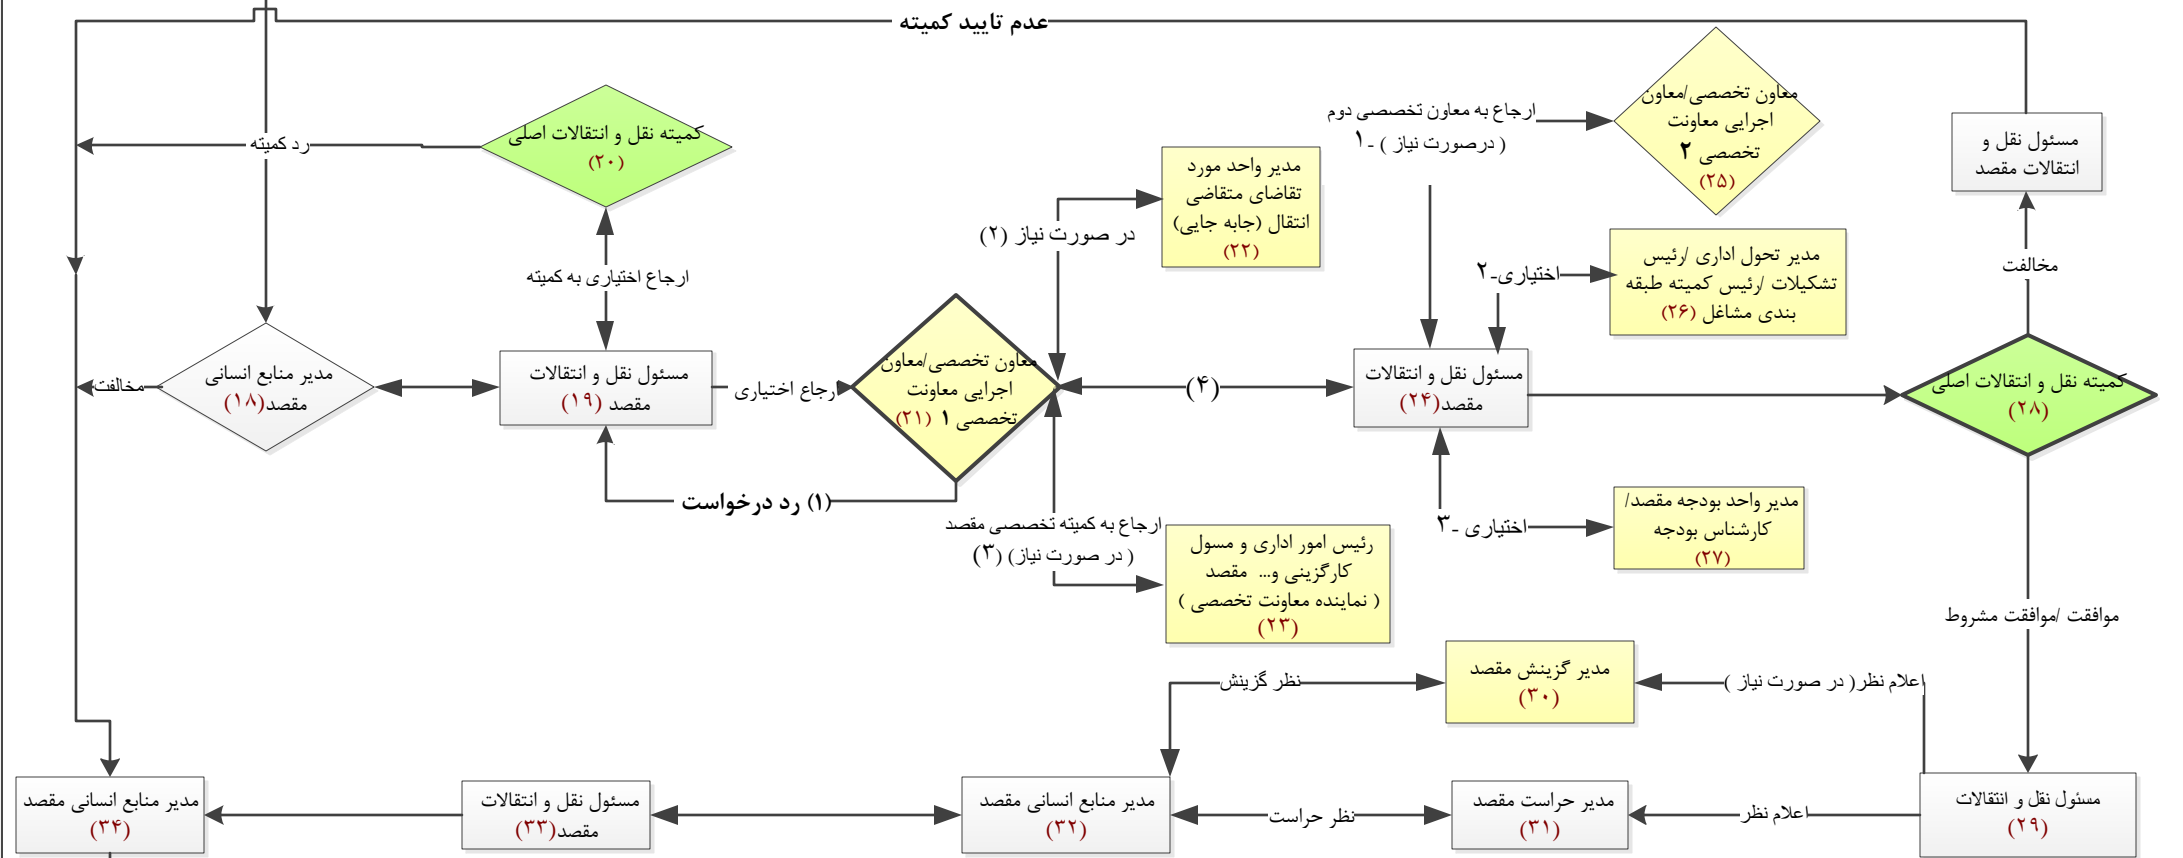 عدم تایید کمیته
کمیته نقل و انتقالات اصلی
(۲۰)
رد کمیته
ارجاع اختیاری به کمیته
مدیر منابع انسانی
مقصد(۱۸)
مخالفت
مسئول نقل و انتقالات
مقصد (۱۹)
ارجاع اختیاری
معاون تخصصی/معاون
اجرایی معاونت
تخصصی ۱ (۲۱)
(۱) رد درخواست
در صورت نیاز (۲)
مدیر واحد مورد
تقاضای متقاضی
انتقال (جابه جایی)
(۲۲)
ارجاع به کمیته تخصصی مقصد
( در صورت نیاز) (۳)
رئیس امور اداری و مسول
کارگزینی و... مقصد
( نماینده معاونت تخصصی )
(۲۳)
(۴)
مسئول نقل و انتقالات
مقصد(۲۴)
ارجاع به معاون تخصصی دوم
( درصورت نیاز ) -۱
معاون تخصصی/معاون
اجرایی معاونت
تخصصی ۲
(۲۵)
اختیاری-۲
مدیر تحول اداری /رئیس
تشکیلات /رئیس کمیته طبقه
بندی مشاغل (۲۶)
اختیاری -۳
مدیر واحد بودجه مقصد/
کارشناس بودجه
(۲۷)
مسئول نقل و
انتقالات مقصد
مخالفت
کمیته نقل و انتقالات اصلی
(۲۸)
موافقت /موافقت مشروط
مسئول نقل و انتقالات
(۲۹)
اعلام نظر( در صورت نیاز )
مدیر گزینش مقصد
(۳۰)
نظر گزینش
اعلام نظر
مدیر حراست مقصد
(۳۱)
نظر حراست
مدیر منابع انسانی مقصد
(۳۲)
مسئول نقل و انتقالات
مقصد(۳۳)
مدیر منابع انسانی مقصد
(۳۴)